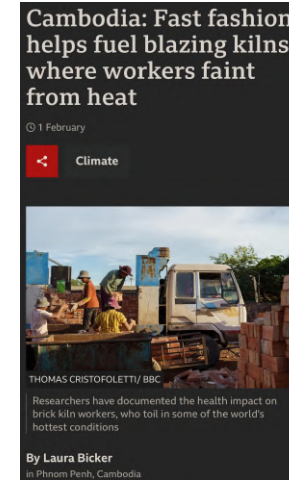 Cambodia: Fast fashion
helps fuel blazing kilns
where workers faint
from heat
1 February
Climate
THOMAS CRISTOFOLETTI/ BBC
Researchers have documented the health impact on
brick kiln workers, who toil in some of the world's
hottest conditions
By Laura Bicker
in Phnom Penh, Cambodia